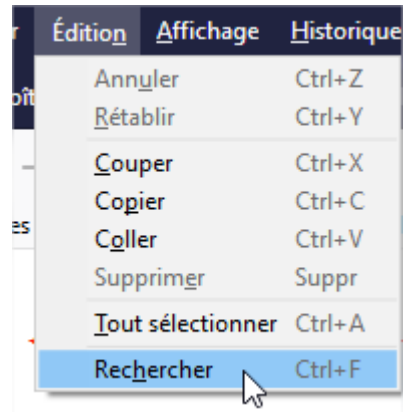 Édition Affichage Historique
Annuler Ctrl+Z
Rétablir Ctrl+Y
Couper Ctrl+X
Copier Ctrl+C
Coller Ctrl+V
Supprimer Suppr
Tout sélectionner Ctrl+A
Rechercher Ctrl+F